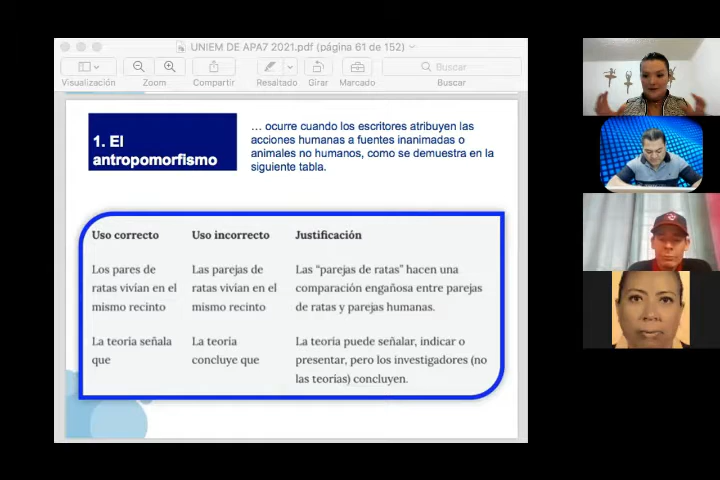 UNIEM DE APA7 2021.pdf (página 61 de 152)
Visualización Zoom Compartir Resaltado Girar Marcado Buscar
Buscar
1. El
antropomorfismo
… ocurre cuando los escritores atribuyen las
acciones humanas a fuentes inanimadas o
animales no humanos, como se demuestra en la
siguiente tabla.
Uso correcto Uso incorrecto Justificación
Los pares de Las parejas de Las “parejas de ratas” hacen una
ratas vivían en el ratas vivían en el comparación engañosa entre parejas
mismo recinto mismo recinto de ratas y parejas humanas.
La teoría señala La teoría La teoría puede señalar, indicar o
que concluye que presentar, pero los investigadores (no
las teorías) concluyen.